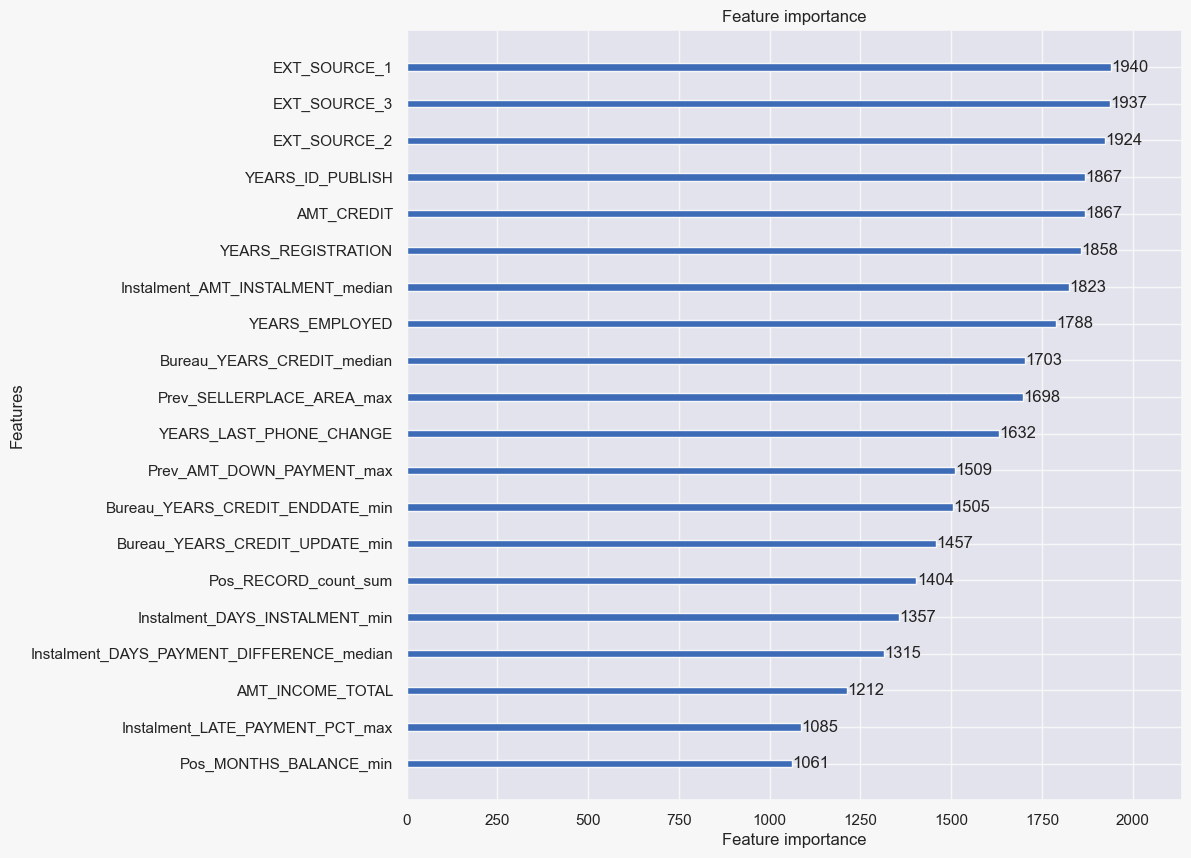 Feature importance
EXT_SOURCE_1 1940
EXT_SOURCE_3 1937
EXT_SOURCE_2 1924
YEARS_ID_PUBLISH 1867
AMT_CREDIT 1867
YEARS_REGISTRATION 1858
Instalment_AMT_INSTALMENT_median 1823
YEARS_EMPLOYED 1788
Bureau_YEARS_CREDIT_median 1703
Prev_SELLERPLACE_AREA_max 1698
YEARS_LAST_PHONE_CHANGE 1632
Prev_AMT_DOWN_PAYMENT_max 1509
Bureau_YEARS_CREDIT_ENDDATE_min 1505
Bureau_YEARS_CREDIT_UPDATE_min 1457
Pos_RECORD_count_sum 1404
Instalment_DAYS_INSTALMENT_min 1357
Instalment_DAYS_PAYMENT_DIFFERENCE_median 1315
AMT_INCOME_TOTAL 1212
Instalment_LATE_PAYMENT_PCT_max 1085
Pos_MONTHS_BALANCE_min 1061
Features
0 250 500 750 1000 1250 1500 1750 2000
Feature importance